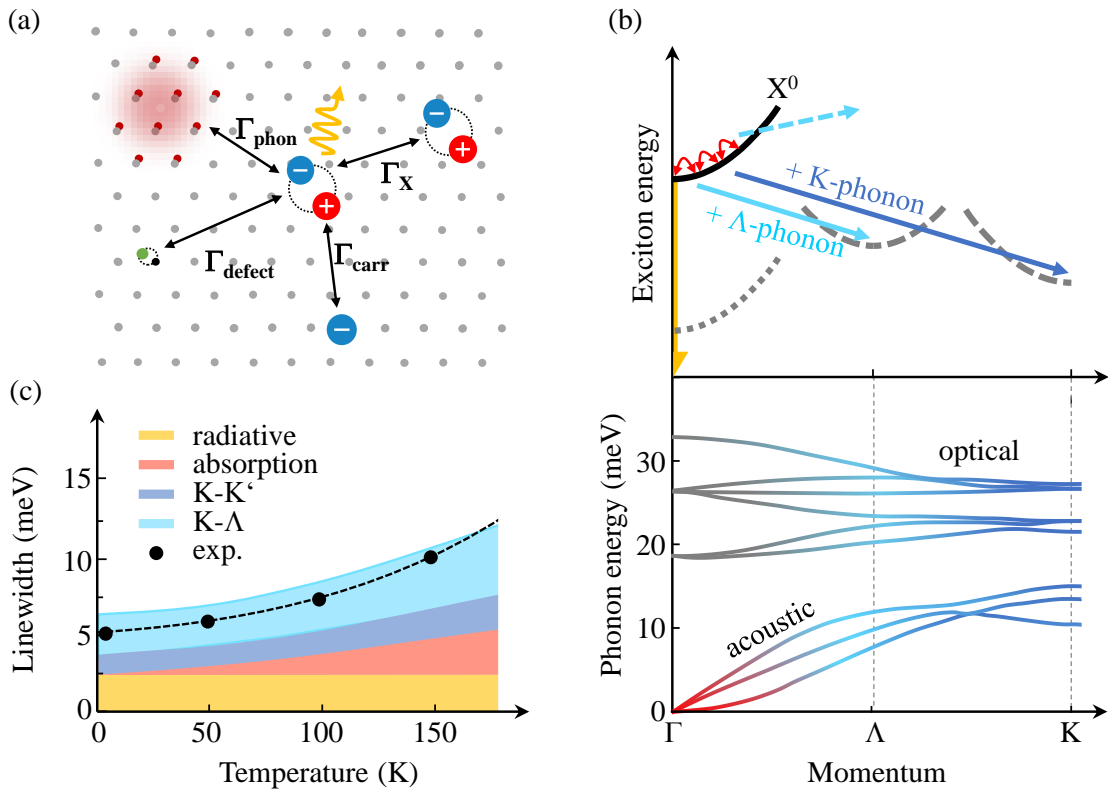 (a)
Γphon
ΓX
Γdefect
Γcarr
−
+
−
+
−
(b)
Exciton energy
X⁰
+ K-phonon
+ Λ-phonon
Phonon energy (meV)
30
20
10
0
optical
acoustic
Γ
Λ
K
Momentum
(c)
Linewidth (meV)
15
10
5
0
radiative
absorption
K-K‘
K-Λ
exp.
0
50
100
150
Temperature (K)